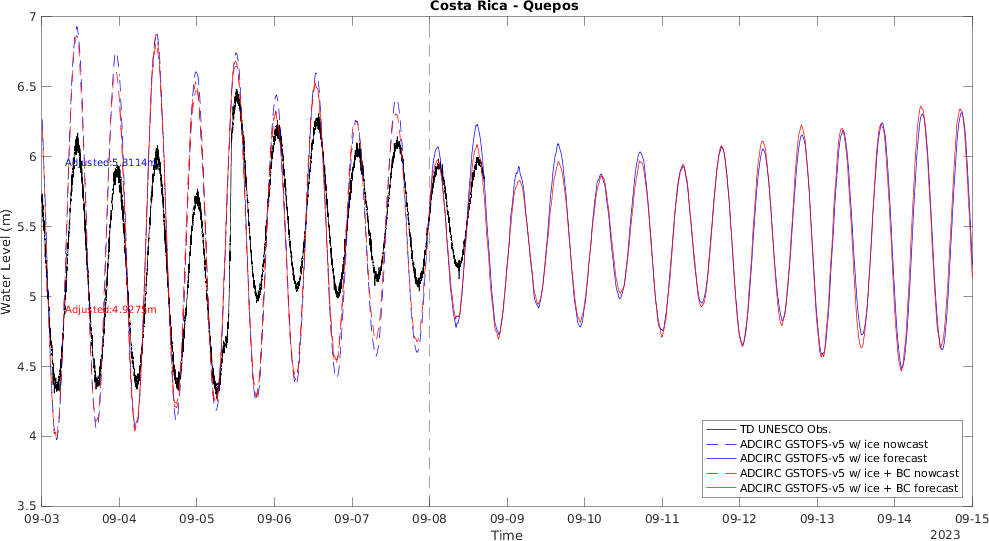 Costa Rica - Quepos
7
6.5
6
5.5
5
4.5
4
3.5
Water Level (m)
Adjusted:5.8114m
Adjusted:4.9275m
TD UNESCO Obs.
ADCIRC GSTOFS-v5 w/ ice nowcast
ADCIRC GSTOFS-v5 w/ ice forecast
ADCIRC GSTOFS-v5 w/ ice + BC nowcast
ADCIRC GSTOFS-v5 w/ ice + BC forecast
09-03 09-04 09-05 09-06 09-07 09-08 09-09 09-10 09-11 09-12 09-13 09-14 09-15
Time
2023